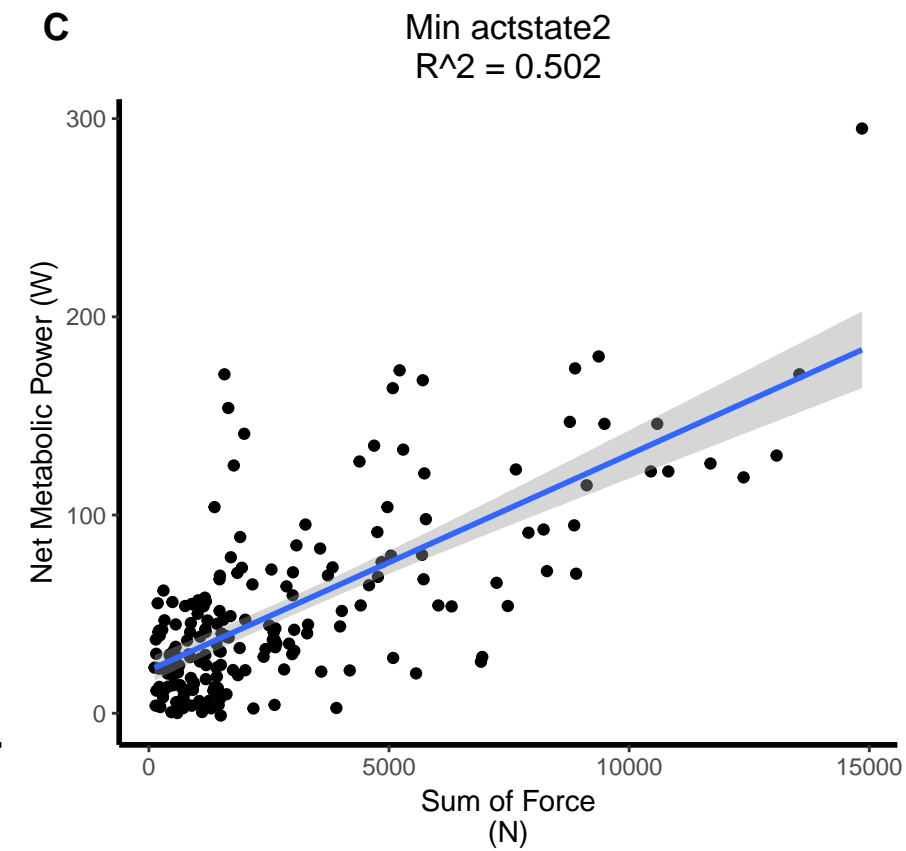 C
Min actstate2
R^2 = 0.502
Net Metabolic Power (W)
300
200
100
0
0
5000
10000
15000
Sum of Force
(N)